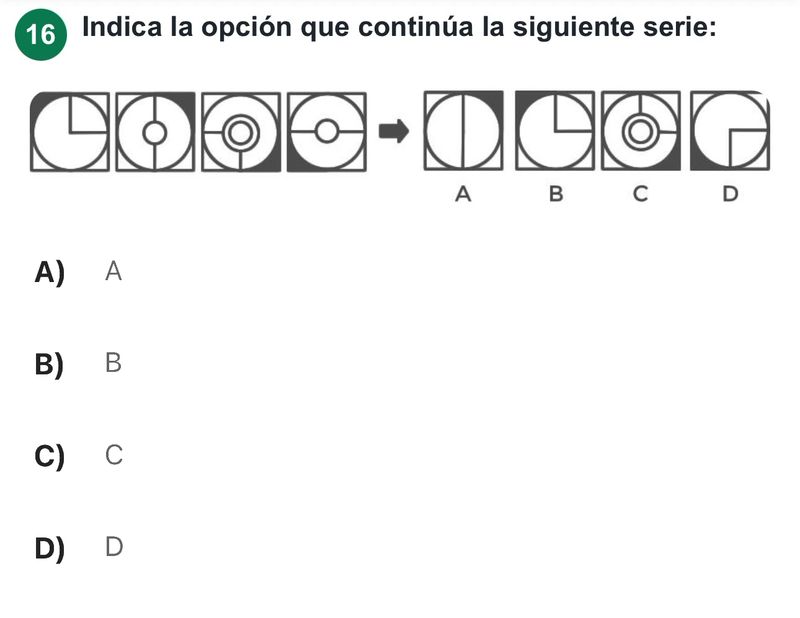 16 Indica la opción que continúa la siguiente serie:
A B C D
A) A
B) B
C) C
D) D